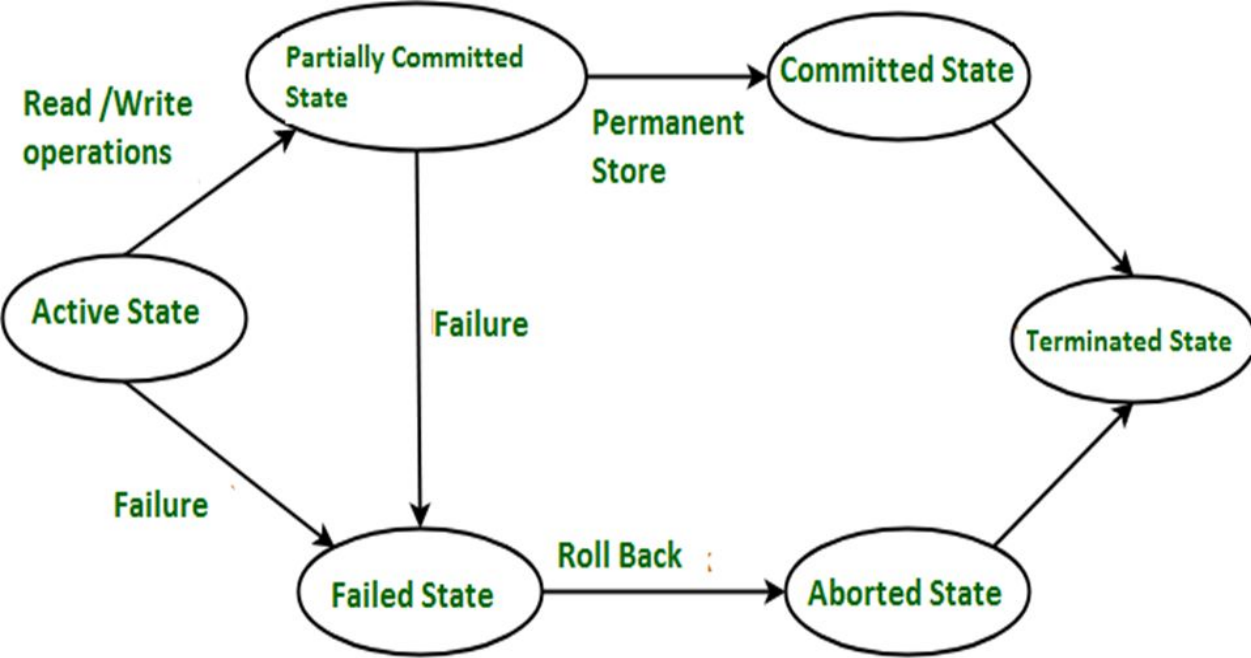 Partially Committed
State
Committed State
Read /Write
operations
Permanent
Store
Active State
Failure
Terminated State
Failure
Roll Back
Failed State
Aborted State